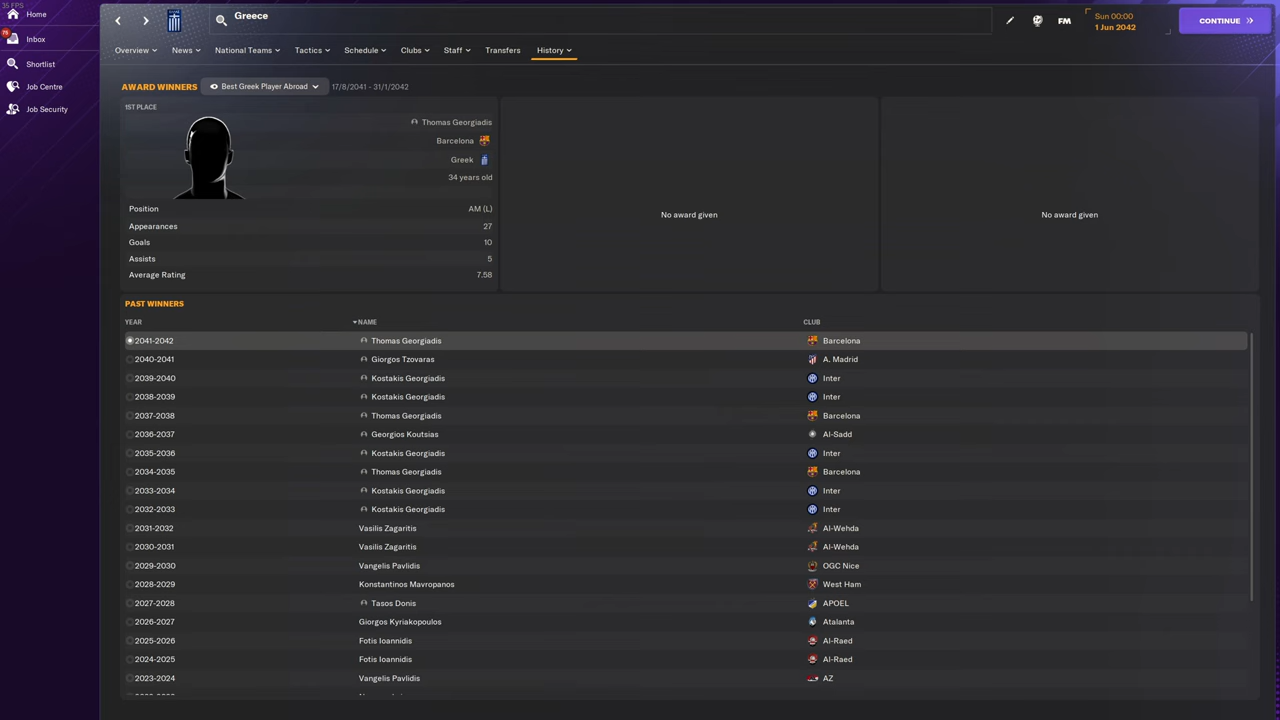 35 FPS
Home
75
Inbox
Shortlist
Job Centre
Job Security
Greece
FM
Sun 00:00
1 Jun 2042
CONTINUE
Overview News National Teams Tactics Schedule Clubs Staff Transfers History
AWARD WINNERS Best Greek Player Abroad 17/8/2041 - 31/1/2042
1ST PLACE
Thomas Georgiadis
Barcelona
Greek
34 years old
Position AM (L)
Appearances 27
Goals 10
Assists 5
Average Rating 7.58
No award given
No award given
PAST WINNERS
YEAR NAME CLUB
2041-2042 Thomas Georgiadis Barcelona
2040-2041 Giorgos Tzovaras A. Madrid
2039-2040 Kostakis Georgiadis Inter
2038-2039 Kostakis Georgiadis Inter
2037-2038 Thomas Georgiadis Barcelona
2036-2037 Georgios Koutsias Al-Sadd
2035-2036 Kostakis Georgiadis Inter
2034-2035 Thomas Georgiadis Barcelona
2033-2034 Kostakis Georgiadis Inter
2032-2033 Kostakis Georgiadis Inter
2031-2032 Vasilis Zagaritis Al-Wehda
2030-2031 Vasilis Zagaritis Al-Wehda
2029-2030 Vangelis Pavlidis OGC Nice
2028-2029 Konstantinos Mavropanos West Ham
2027-2028 Tasos Donis APOEL
2026-2027 Giorgos Kyriakopoulos Atalanta
2025-2026 Fotis Ioannidis Al-Raed
2024-2025 Fotis Ioannidis Al-Raed
2023-2024 Vangelis Pavlidis AZ